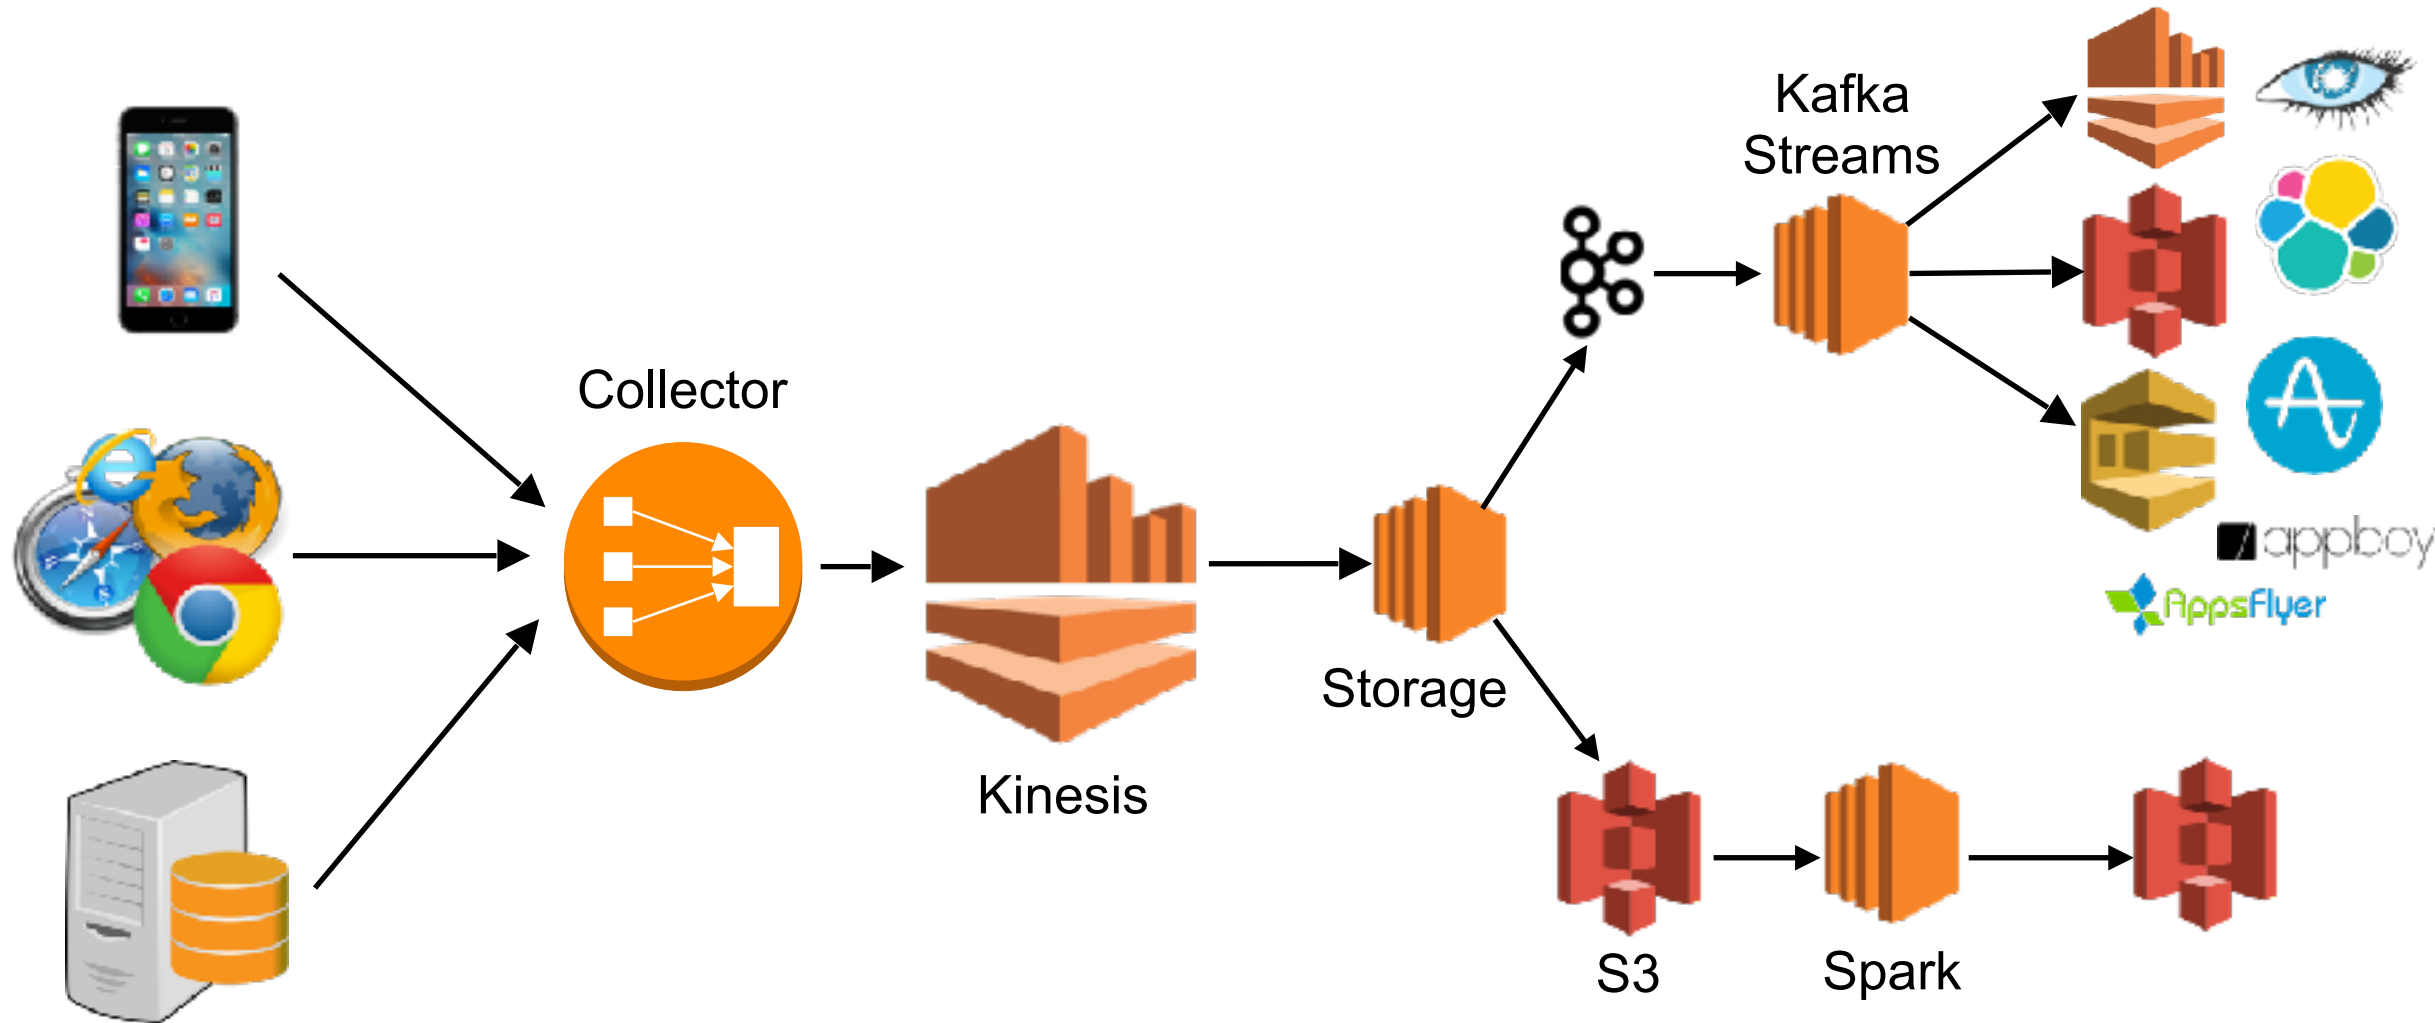 Collector
Kinesis
Storage
Kafka
Streams
appboy
AppsFlyer
S3
Spark